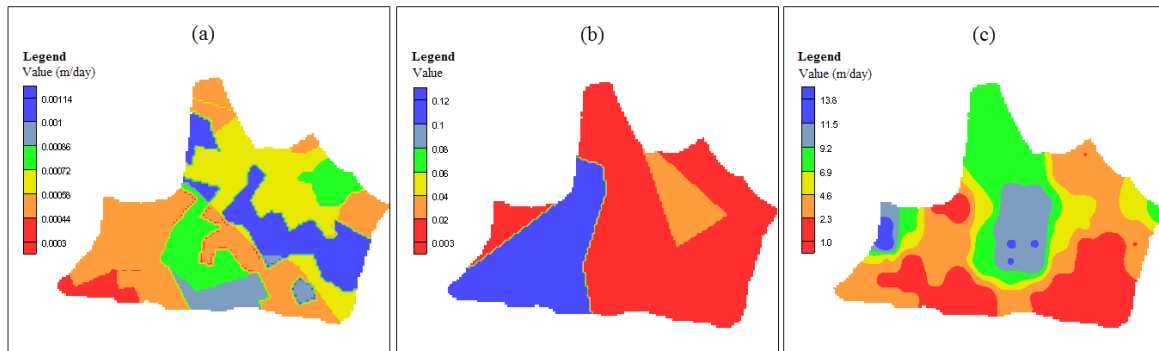 (a)
Legend
Value (m/day)
0.00114
0.001
0.00086
0.00072
0.00058
0.00044
0.0003
(b)
Legend
Value
0.12
0.1
0.08
0.06
0.04
0.02
0.003
(c)
Legend
Value (m/day)
13.8
11.5
9.2
6.9
4.6
2.3
1.0